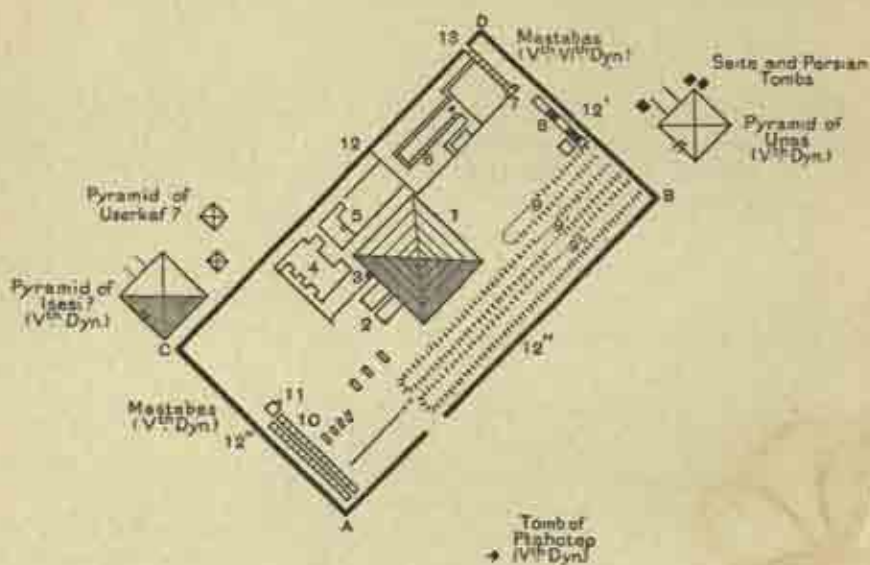 D
13
Mastabas
(Vth VIth Dyn.)
Saite and Persian
Tombs
7
12'
8
Pyramid of
Unas
(Vth Dyn.)
12
6
B
Pyramid of
Userkaf ?
5
1
9
9'
9"
4
3
Pyramid of
Isesi ?
(Vth Dyn.)
2
C
12"
11
10
Mastabas
(Vth Dyn)
A
Tomb of
Ptahotep
(Vth Dyn)